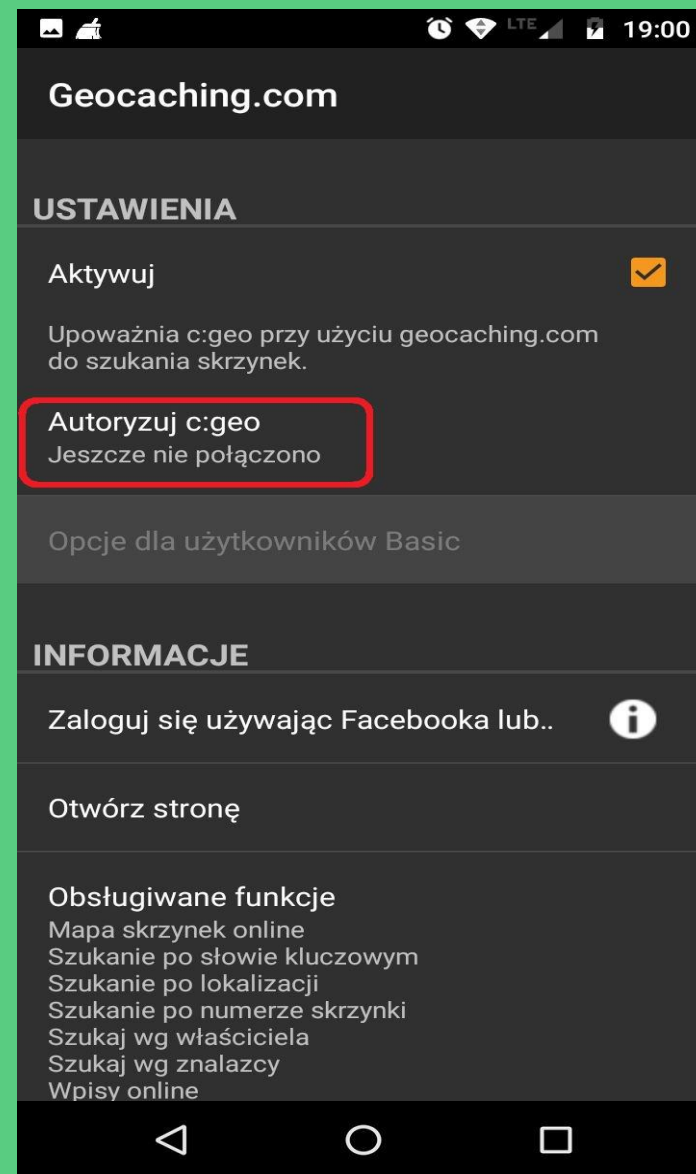 LTE 19:00
Geocaching.com
USTAWIENIA
Aktywuj
Upoważnia c:geo przy użyciu geocaching.com
do szukania skrzynek.
Autoryzuj c:geo
Jeszcze nie połączono
Opcje dla użytkowników Basic
INFORMACJE
Zaloguj się używając Facebooka lub..
Otwórz stronę
Obsługiwane funkcje
Mapa skrzynek online
Szukanie po słowie kluczowym
Szukanie po lokalizacji
Szukanie po numerze skrzynki
Szukaj wg właściciela
Szukaj wg znalazcy
Wpisy online